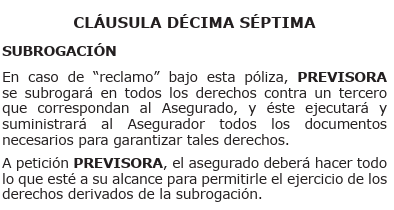 CLÁUSULA DÉCIMA SÉPTIMA
SUBROGACIÓN
En caso de “reclamo” bajo esta póliza, PREVISORA
se subrogará en todos los derechos contra un tercero
que correspondan al Asegurado, y éste ejecutará y
suministrará al Asegurador todos los documentos
necesarios para garantizar tales derechos.
A petición PREVISORA, el asegurado deberá hacer todo
lo que esté a su alcance para permitirle el ejercicio de los
derechos derivados de la subrogación.